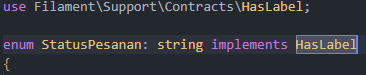 use Filament\Support\Contracts\HasLabel;
enum StatusPesanan: string implements HasLabel
{